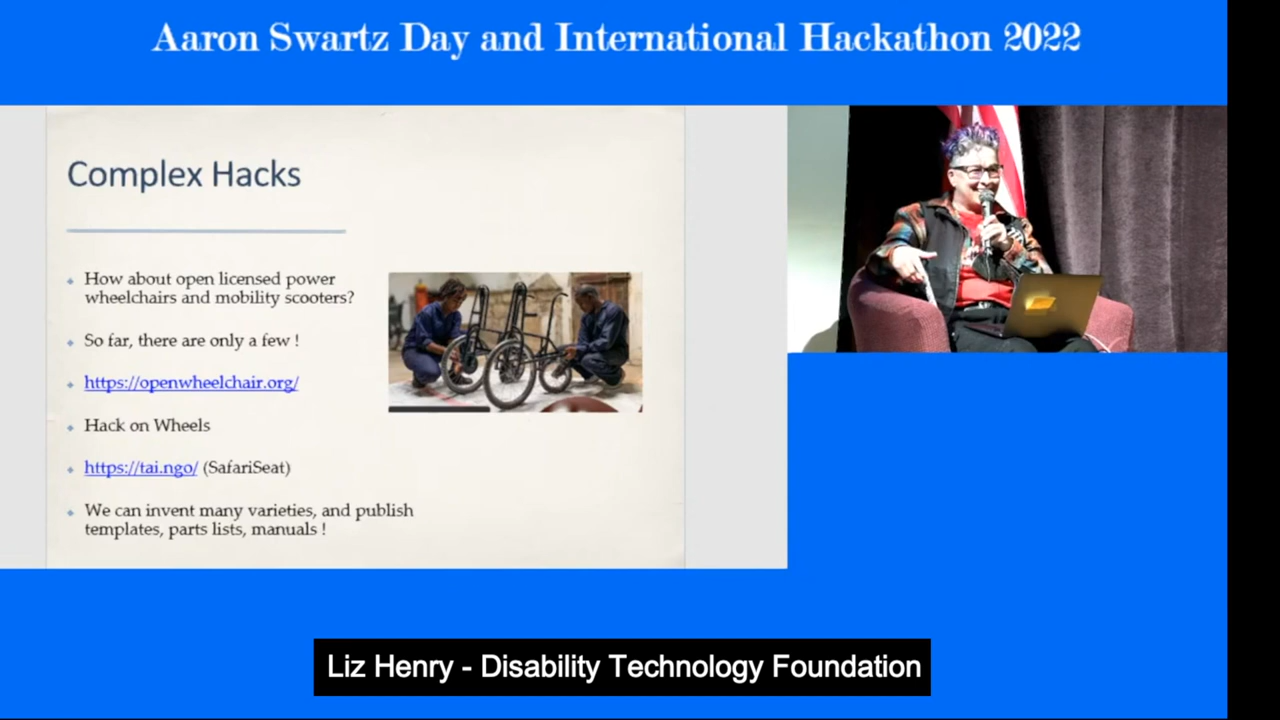 Aaron Swartz Day and International Hackathon 2022
Complex Hacks
How about open licensed power
wheelchairs and mobility scooters?
So far, there are only a few !
https://openwheelchair.org/
Hack on Wheels
https://tai.ngo/ (SafariSeat)
We can invent many varieties, and publish
templates, parts lists, manuals !
Liz Henry - Disability Technology Foundation